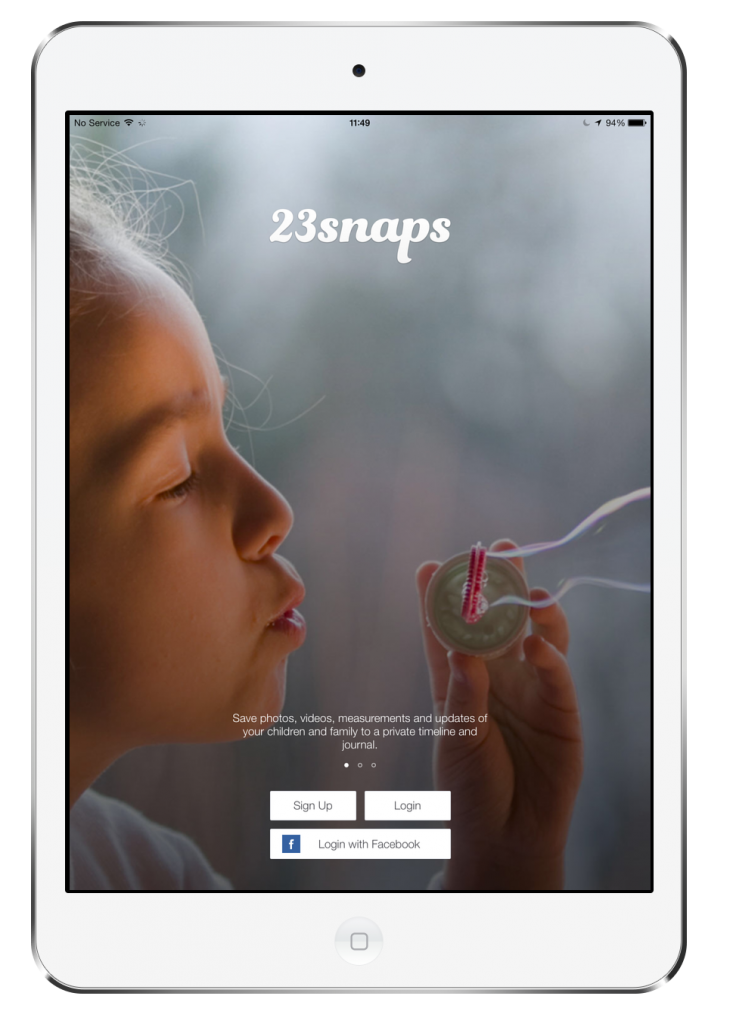 No Service 11:49 94%
23snaps
Save photos, videos, measurements and updates of
your children and family to a private timeline and
journal.
Sign Up Login
f Login with Facebook